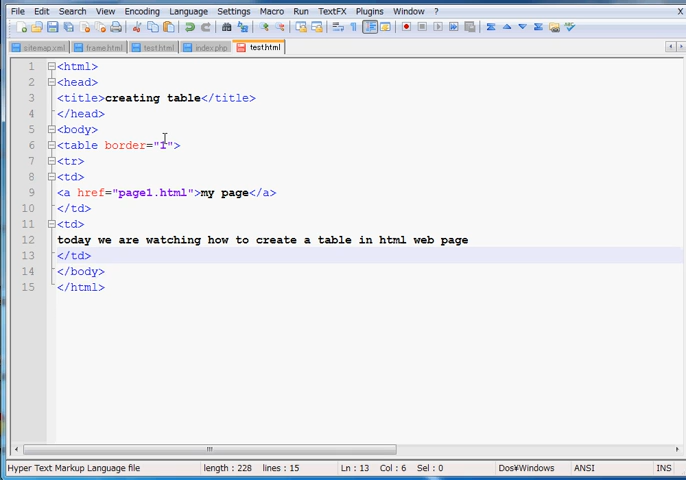 File Edit Search View Encoding Language Settings Macro Run TextFX Plugins Window ? X
sitemap.xml frame.html test.html index.php test.html
1 <html>
2 <head>
3 <title>creating table</title>
4 </head>
5 <body>
6 <table border="1">
7 <tr>
8 <td>
9 <a href="page1.html">my page</a>
10 </td>
11 <td>
12 today we are watching how to create a table in html web page
13 </td>
14 </body>
15 </html>
Hyper Text Markup Language file length : 228 lines : 15 Ln : 13 Col : 6 Sel : 0 Dos¥Windows ANSI INS